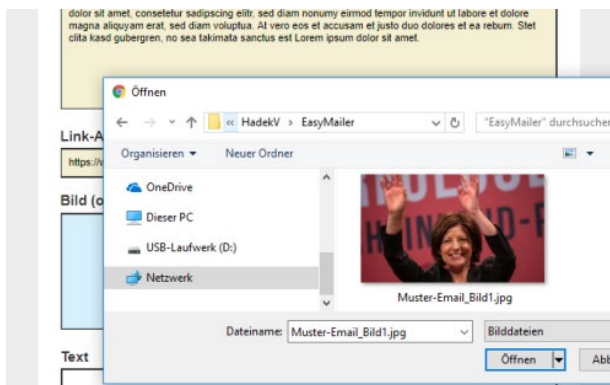 dolor sit amet, consetetur sadipscing elitr, sed diam nonumy eirmod tempor invidunt ut labore et dolore
magna aliquyam erat, sed diam voluptua. At vero eos et accusam et justo duo dolores et ea rebum. Stet
clita kasd gubergren, no sea takimata sanctus est Lorem ipsum dolor sit amet.
Öffnen
« HadekV › EasyMailer
"EasyMailer" durchsuchen
Link-A
Organisieren
Neuer Ordner
https://w
OneDrive
Bild (o
Dieser PC
USB-Laufwerk (D:)
Netzwerk
Muster-Email_Bild1.jpg
Dateiname:
Muster-Email_Bild1.jpg
Bilddateien
Text
Öffnen
Abb